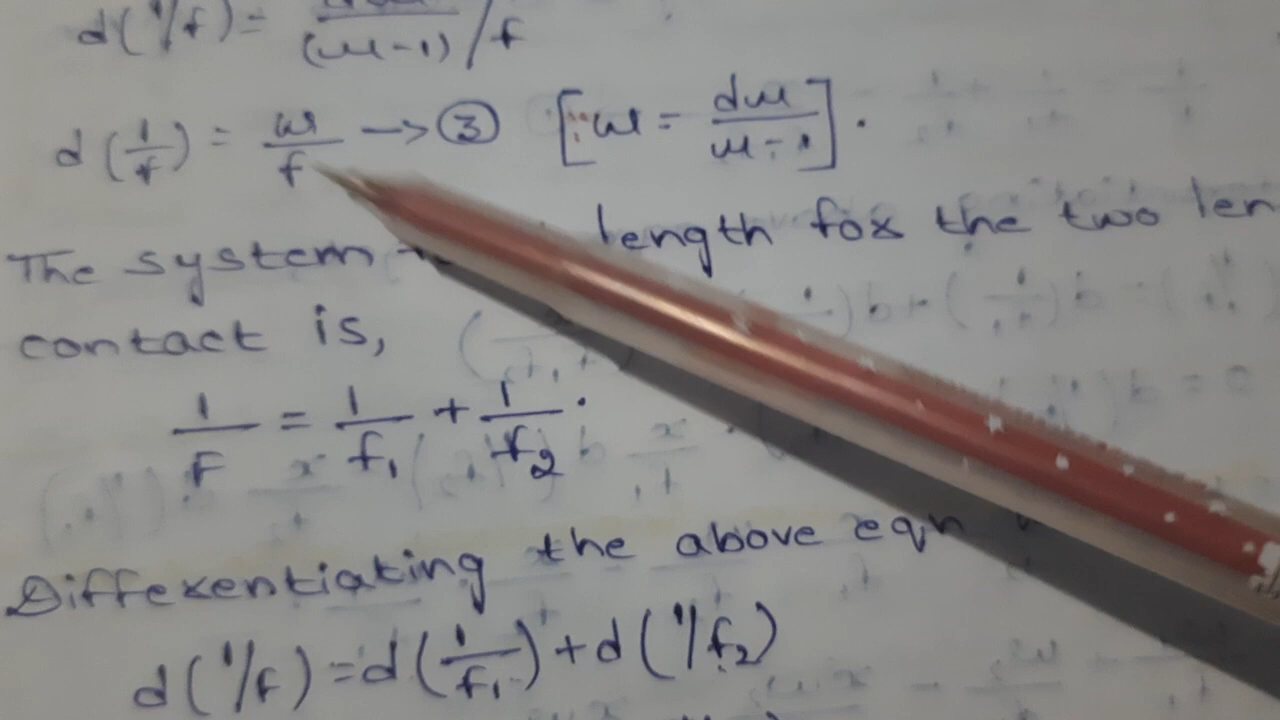 d(1/f) = /(μ-1)/f
d(1/f) = ω/f → ③ [∵ω = dμ/μ-1].
The system length for the two len
contact is,
1/F = 1/f₁ + 1/f₂.
Differentiating the above eqn
d(1/F) = d(1/f₁) + d(1/f₂)